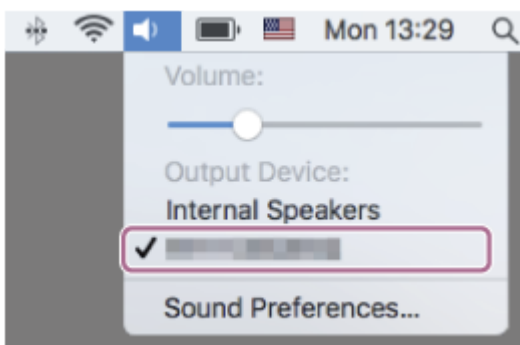 Mon 13:29
Volume:
Output Device:
Internal Speakers
Sound Preferences...